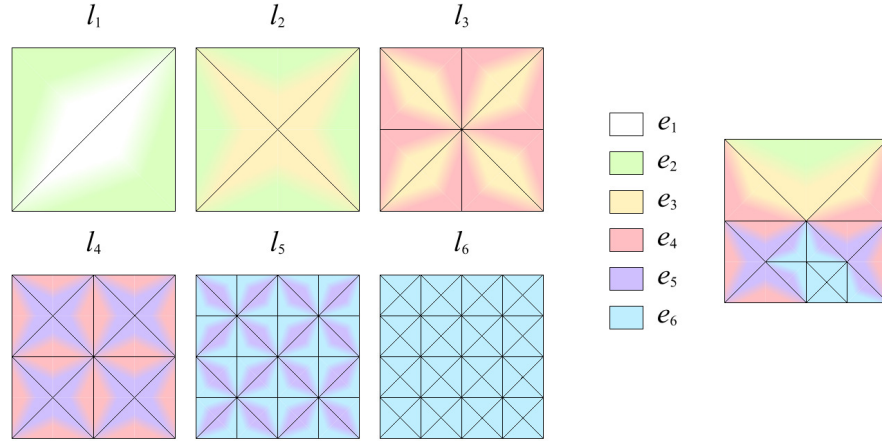 l₁ l₂ l₃
e₁
e₂
e₃
e₄
e₅
e₆
l₄ l₅ l₆